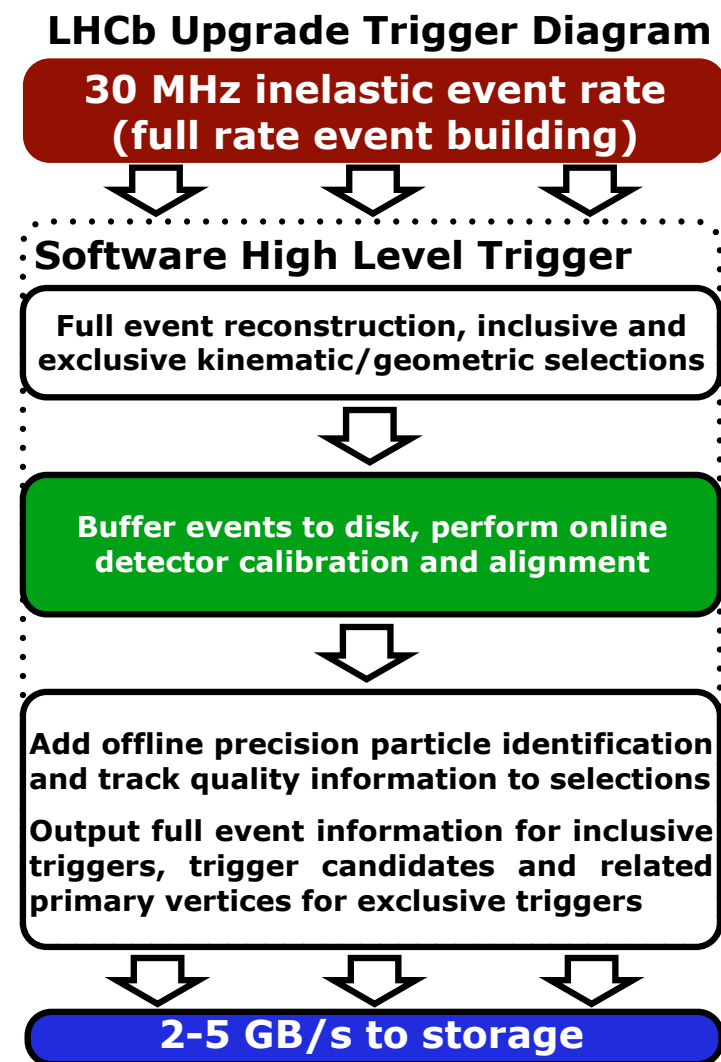 LHCb Upgrade Trigger Diagram
30 MHz inelastic event rate
(full rate event building)
Software High Level Trigger
Full event reconstruction, inclusive and
exclusive kinematic/geometric selections
Buffer events to disk, perform online
detector calibration and alignment
Add offline precision particle identification
and track quality information to selections
Output full event information for inclusive
triggers, trigger candidates and related
primary vertices for exclusive triggers
2-5 GB/s to storage